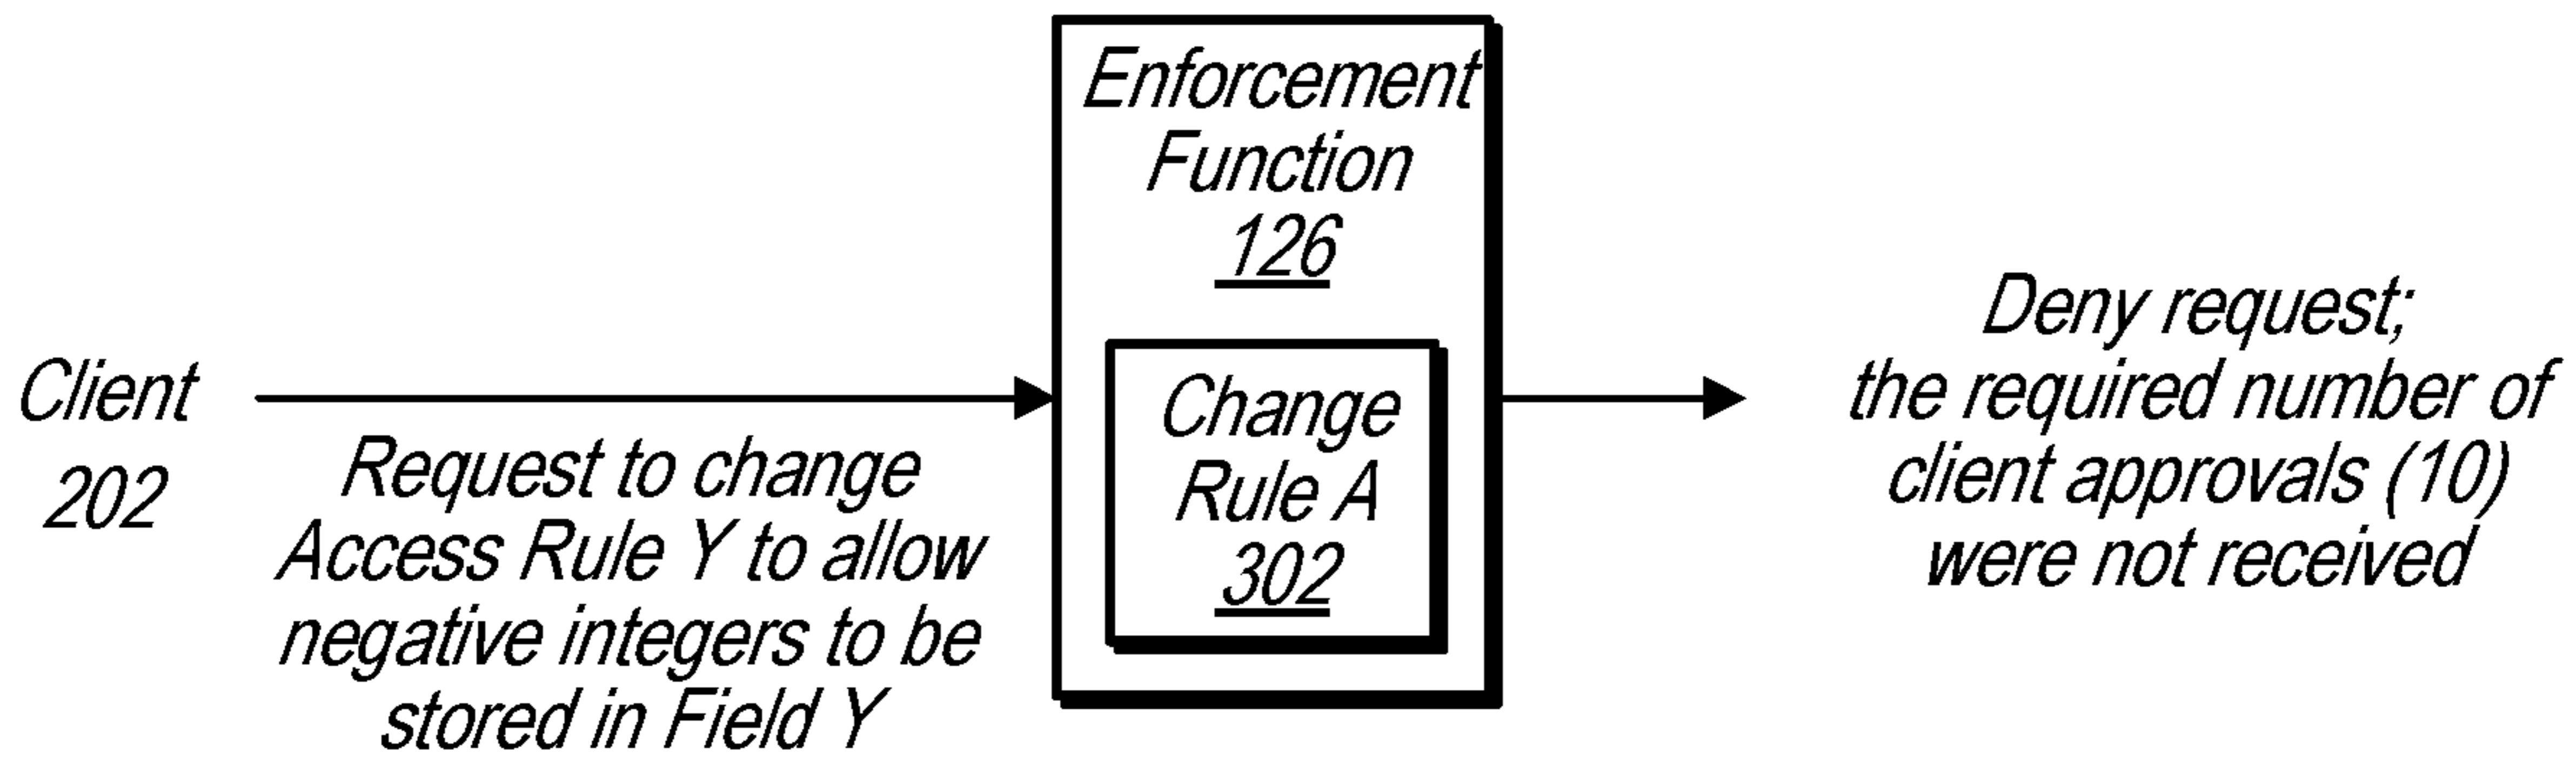 Client
202
Request to change
Access Rule Y to allow
negative integers to be
stored in Field Y
Enforcement
Function
126
Change
Rule A
302
Deny request;
the required number of
client approvals (10)
were not received